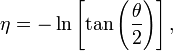 η = − ln [tan (θ/2)] ,